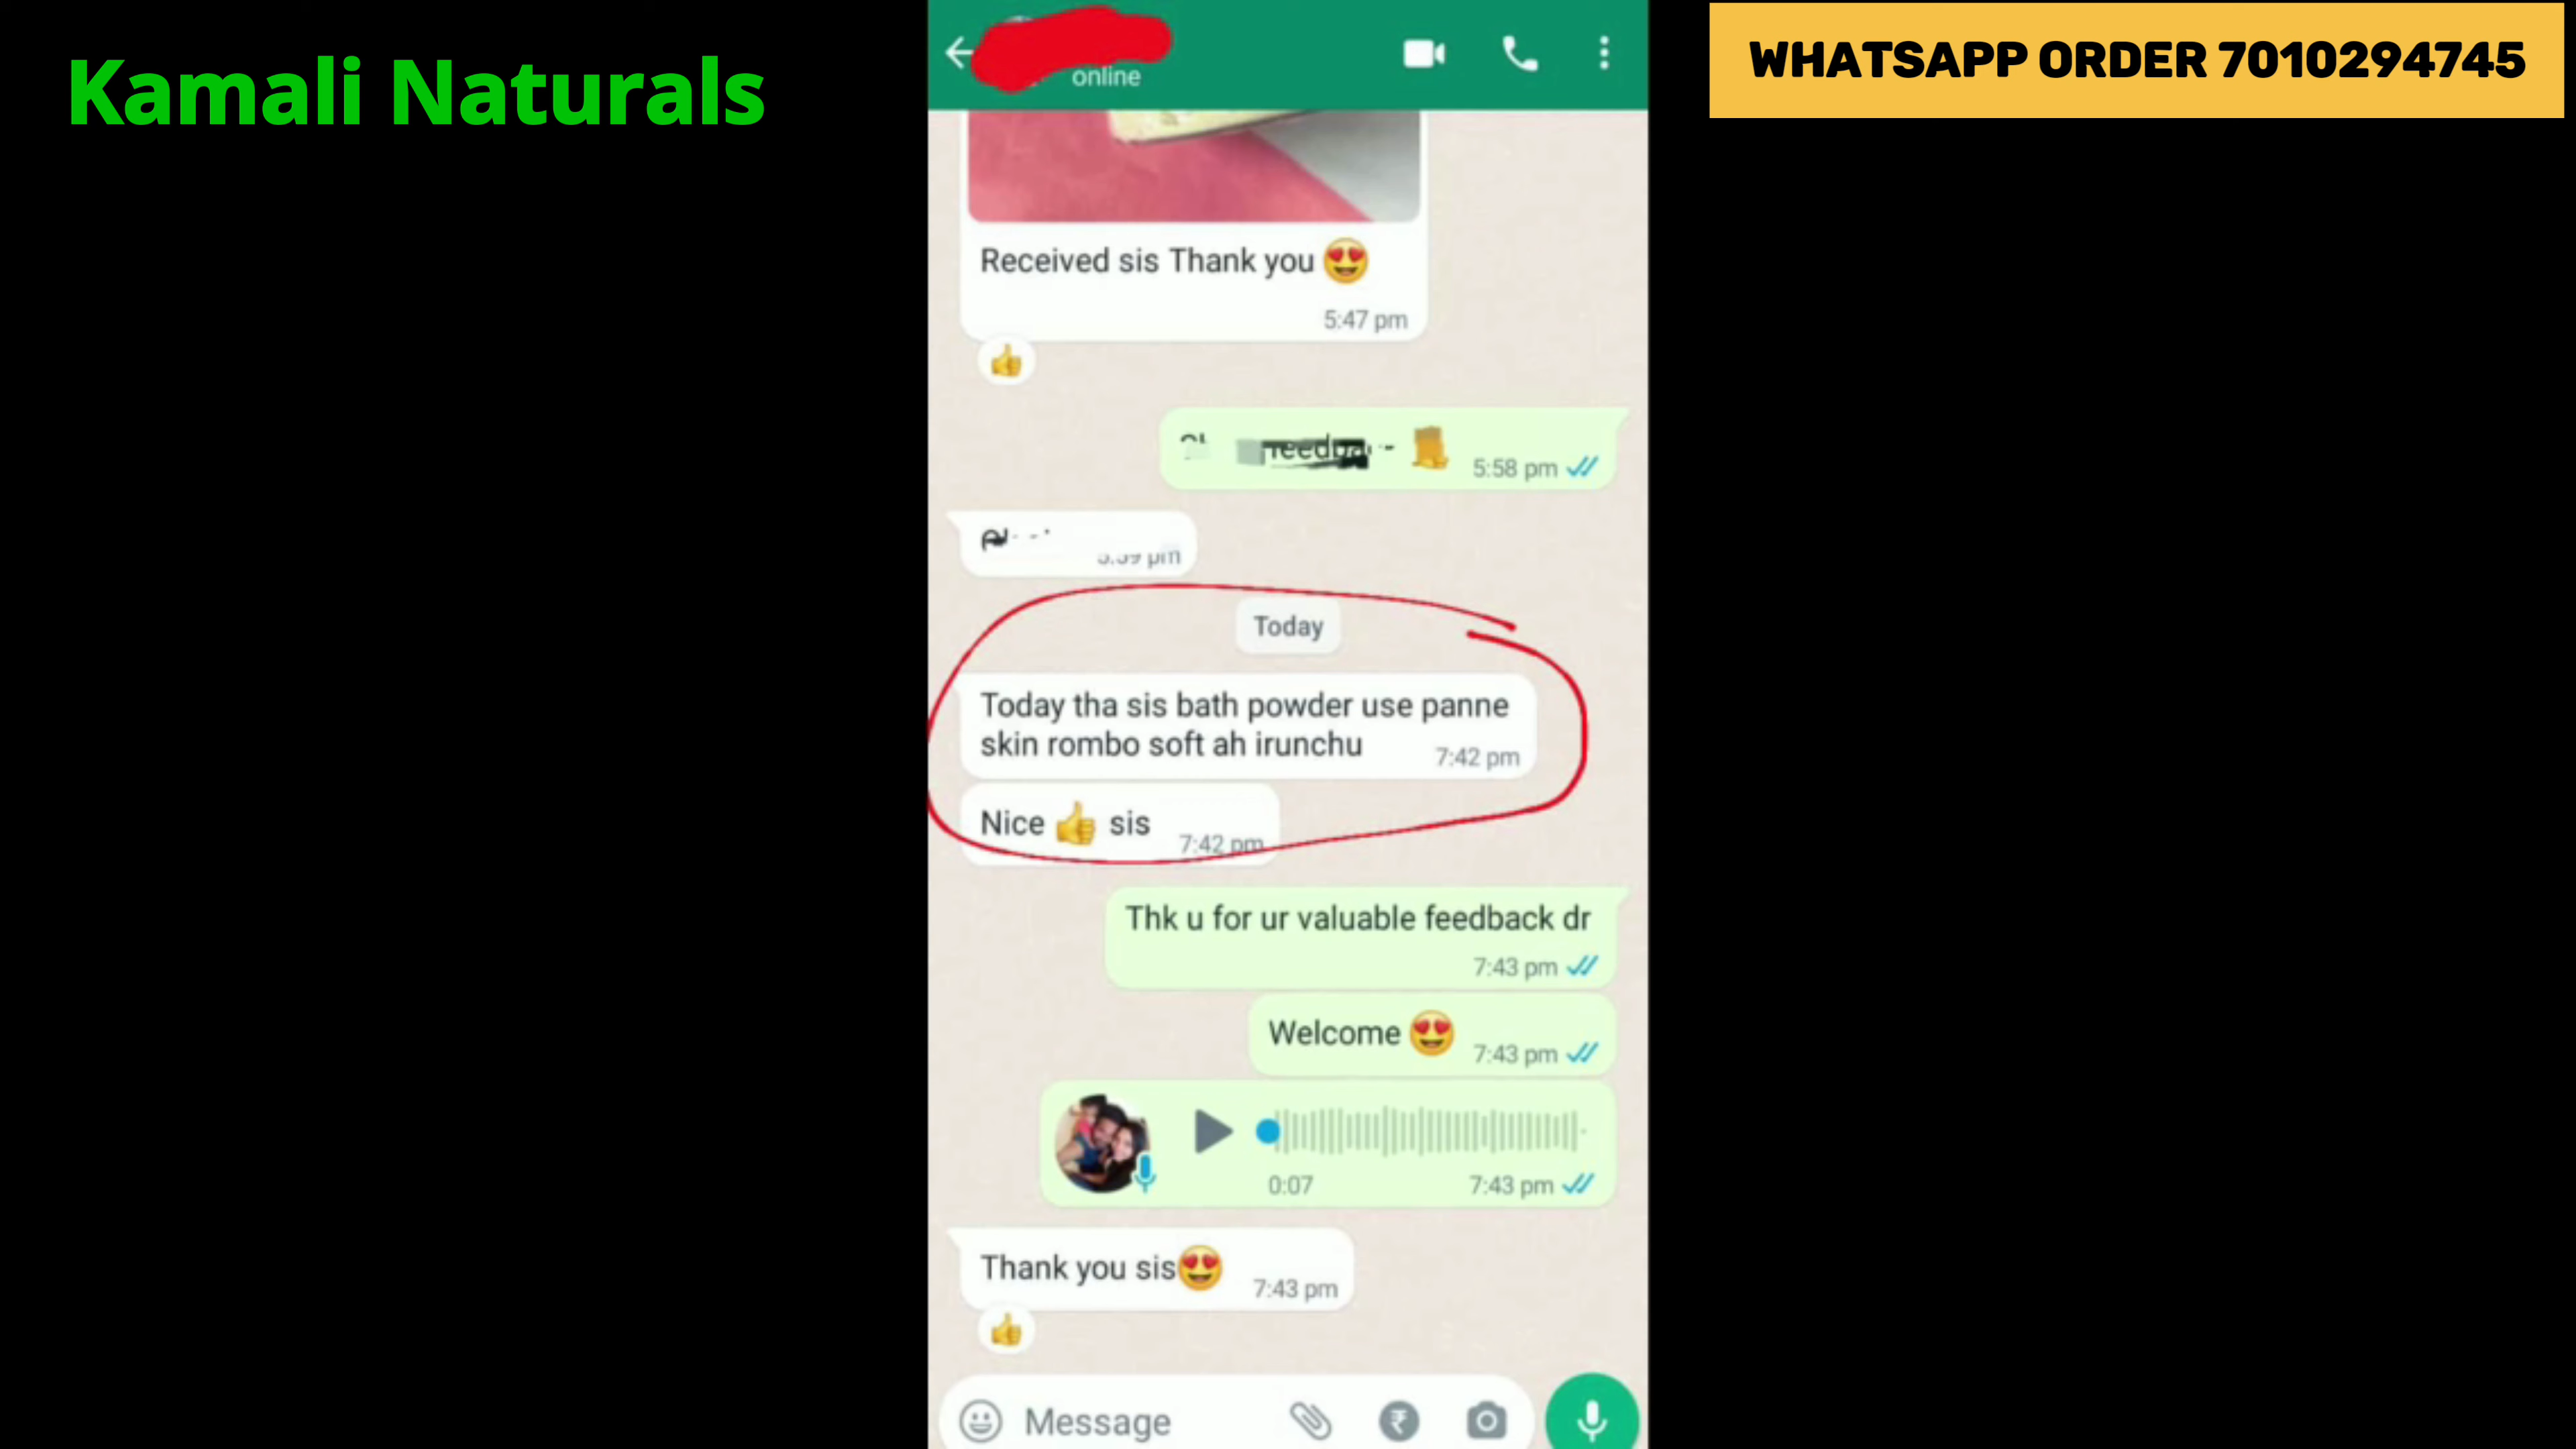 Kamali Naturals
WHATSAPP ORDER 7010294745
online
Received sis Thank you 😍
5:47 pm
👍
5:58 pm
Today
Today tha sis bath powder use panne
skin rombo soft ah irunchu
7:42 pm
Nice 👍 sis
7:42 pm
Thk u for ur valuable feedback dr
7:43 pm
Welcome 😍
7:43 pm
0:07
7:43 pm
Thank you sis😍
7:43 pm
👍
Message